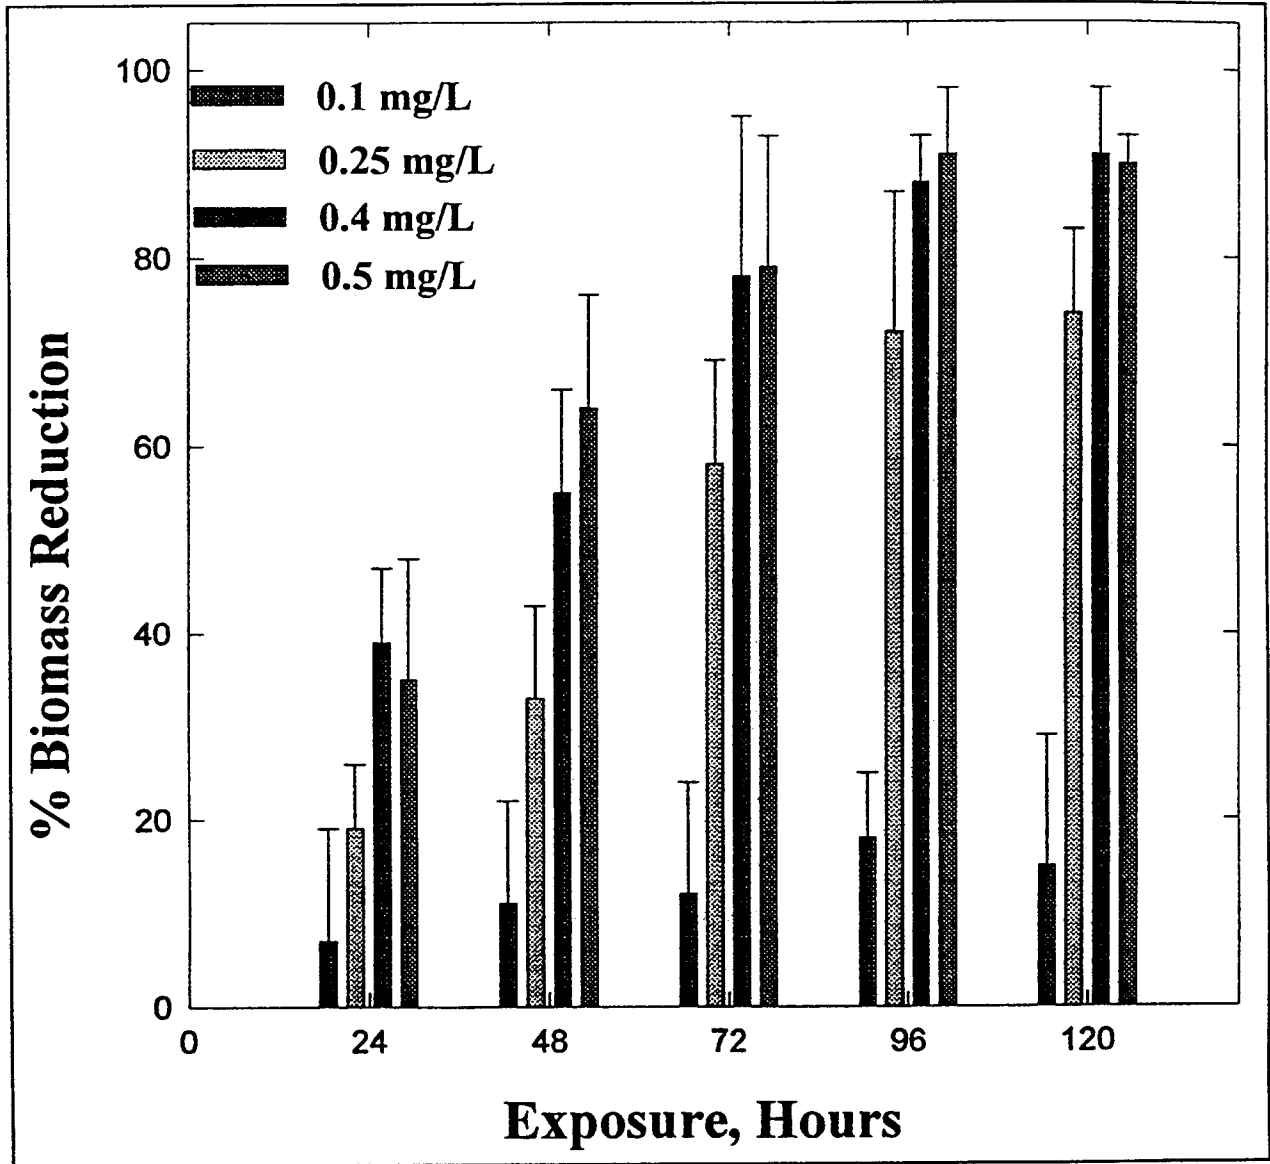 100
80
60
40
20
0
0.1 mg/L
0.25 mg/L
0.4 mg/L
0.5 mg/L
% Biomass Reduction
0 24 48 72 96 120
Exposure, Hours